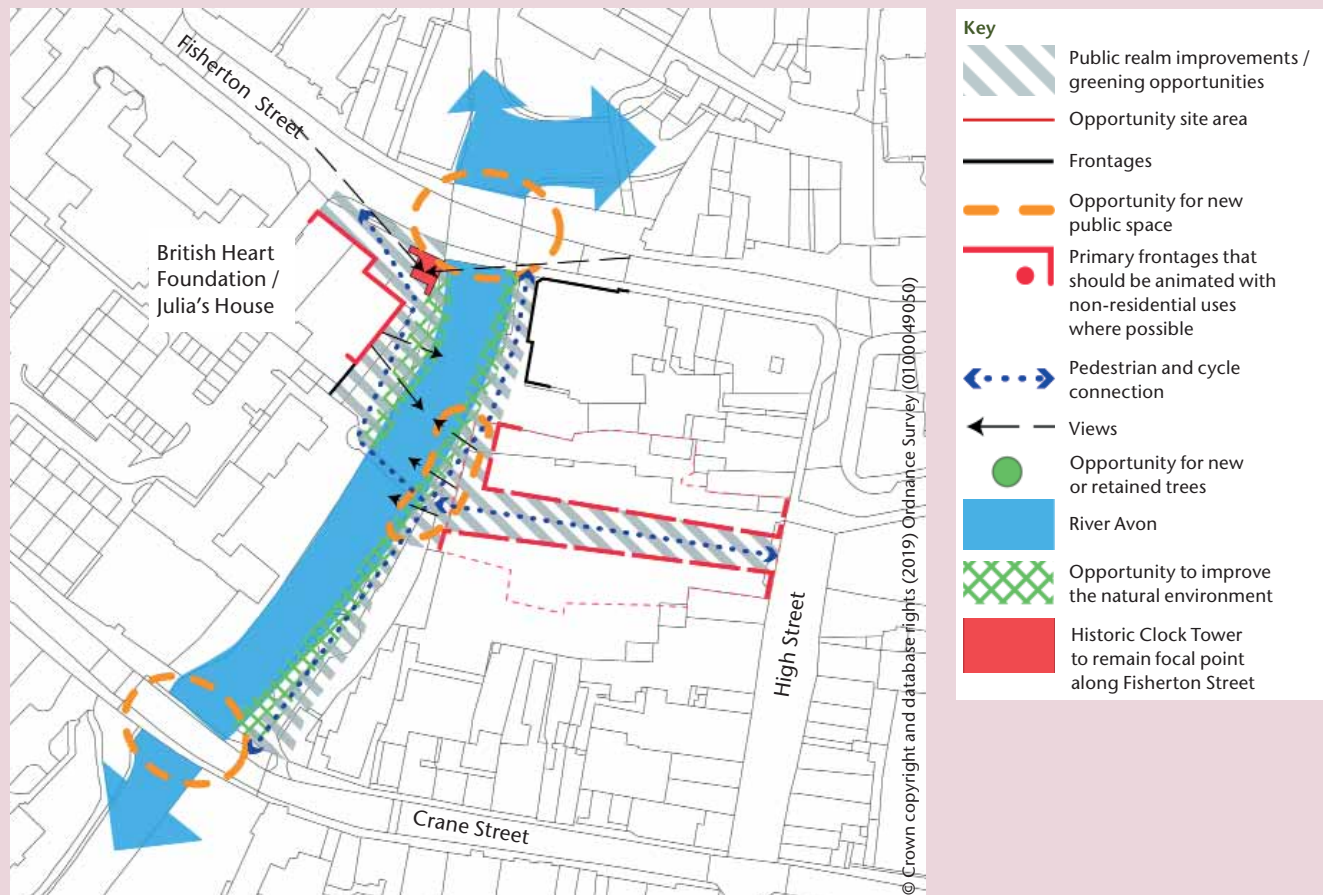 Fisherton Street
British Heart
Foundation /
Julia's House
High Street
Crane Street
© Crown copyright and database rights (2019) Ordnance Survey (0100049050)
Key
Public realm improvements /
greening opportunities
Opportunity site area
Frontages
Opportunity for new
public space
Primary frontages that
should be animated with
non-residential uses
where possible
Pedestrian and cycle
connection
Views
Opportunity for new
or retained trees
River Avon
Opportunity to improve
the natural environment
Historic Clock Tower
to remain focal point
along Fisherton Street